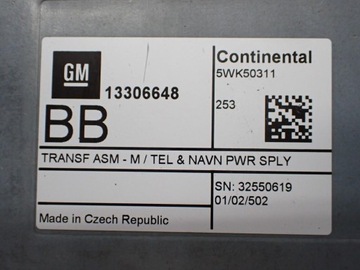 GM
13306648
BB
Continental
5WK50311
253
TRANSF ASM - M / TEL & NAVN PWR SPLY
SN: 32550619
01/02/502
Made in Czech Republic